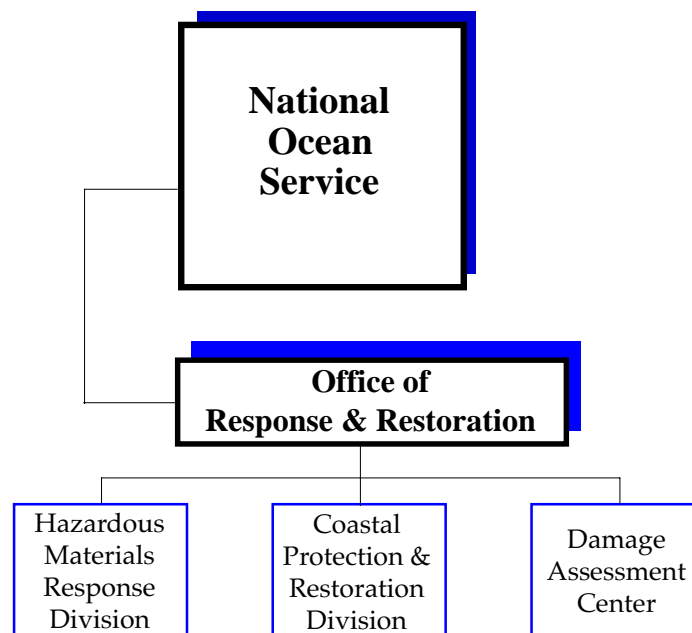 National
Ocean
Service
Office of
Response & Restoration
Hazardous
Materials
Response
Division
Coastal
Protection &
Restoration
Division
Damage
Assessment
Center